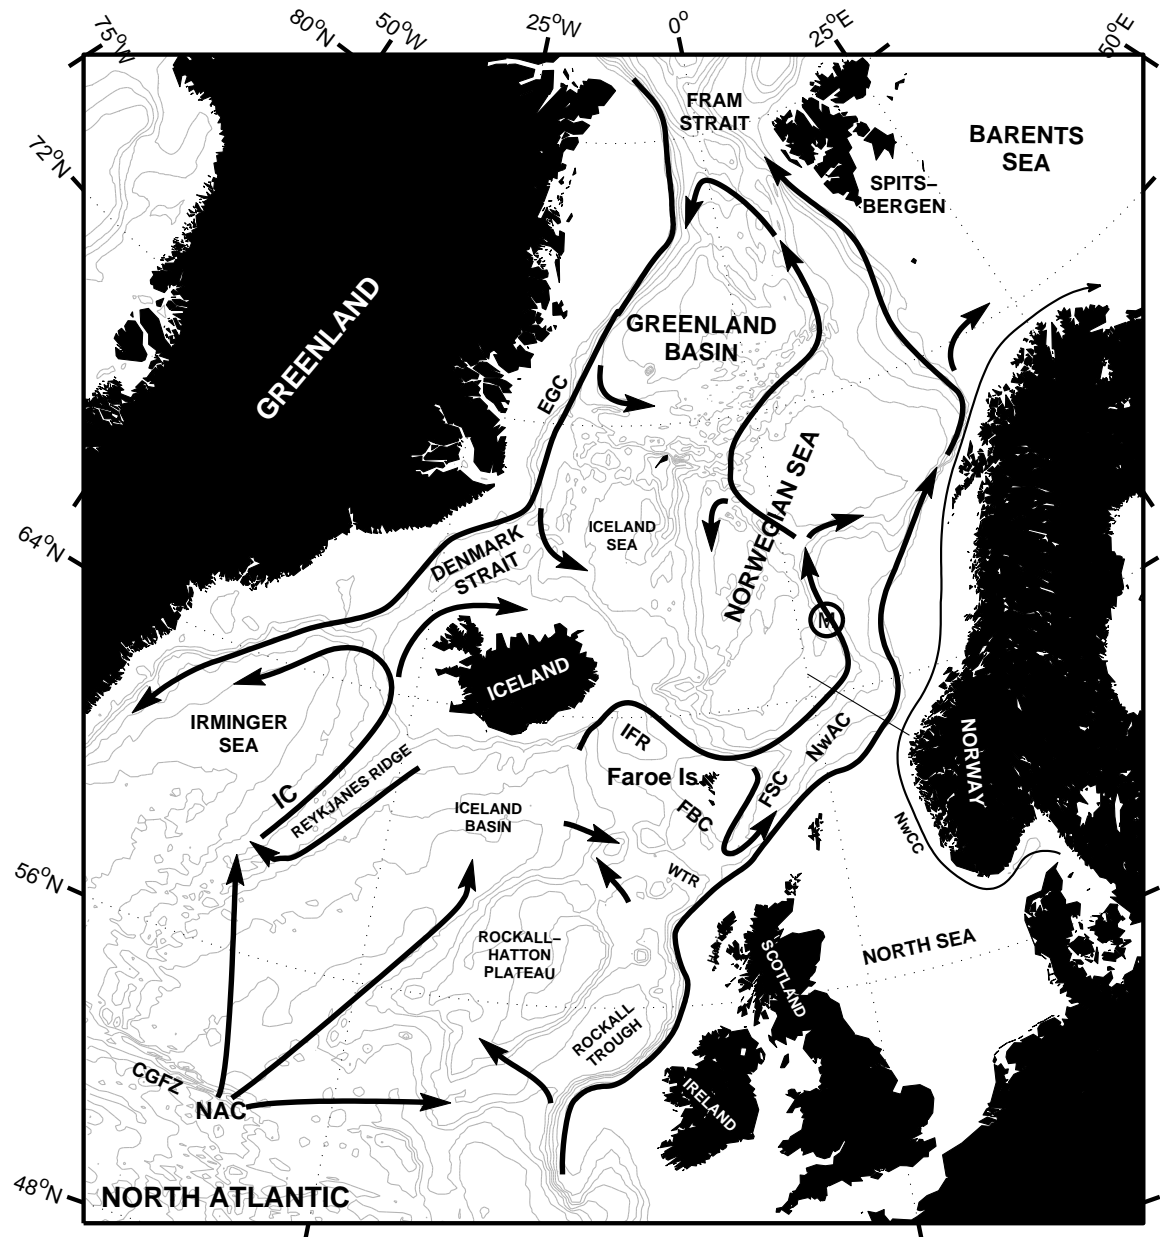 75°W
80°N
50°W
25°W
0°
25°E
50°E
72°N
64°N
56°N
48°N
FRAM
STRAIT
BARENTS
SEA
SPITS–
BERGEN
GREENLAND
GREENLAND
BASIN
EGC
NORWEGIAN SEA
ICELAND
SEA
DENMARK
STRAIT
M
ICELAND
IRMINGER
SEA
IFR
NwAC
NORWAY
Faroe Is.
FSC
FBC
IC
REYKJANES RIDGE
ICELAND
BASIN
NwCC
WTR
ROCKALL–
HATTON
PLATEAU
NORTH SEA
SCOTLAND
ROCKALL
TROUGH
CGFZ
NAC
IRELAND
NORTH ATLANTIC